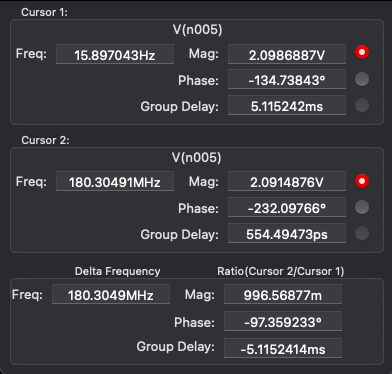 Cursor 1:
V(n005)
Freq: 15.897043Hz Mag: 2.0986887V
Phase: -134.73843°
Group Delay: 5.115242ms
Cursor 2:
V(n005)
Freq: 180.30491MHz Mag: 2.0914876V
Phase: -232.09766°
Group Delay: 554.49473ps
Delta Frequency Ratio(Cursor 2/Cursor 1)
Freq: 180.3049MHz Mag: 996.56877m
Phase: -97.359233°
Group Delay: -5.1152414ms